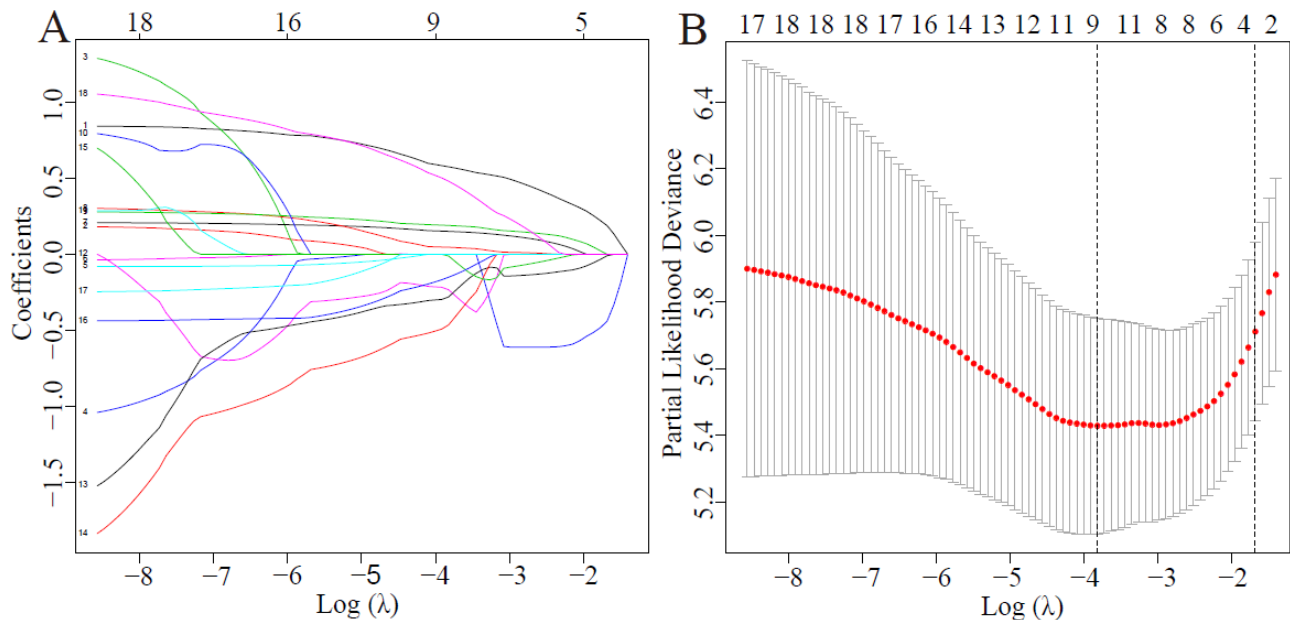 A
18 16 9 5
Coefficients
1.0
0.5
0.0
−0.5
−1.0
−1.5
3
18
1
10
15
2
12
5
17
16
4
13
14
−8 −7 −6 −5 −4 −3 −2
Log (λ)
B
17 18 18 18 17 16 14 13 12 11 9 11 8 8 6 4 2
Partial Likelihood Deviance
6.4
6.2
6.0
5.8
5.6
5.4
5.2
−8 −7 −6 −5 −4 −3 −2
Log (λ)